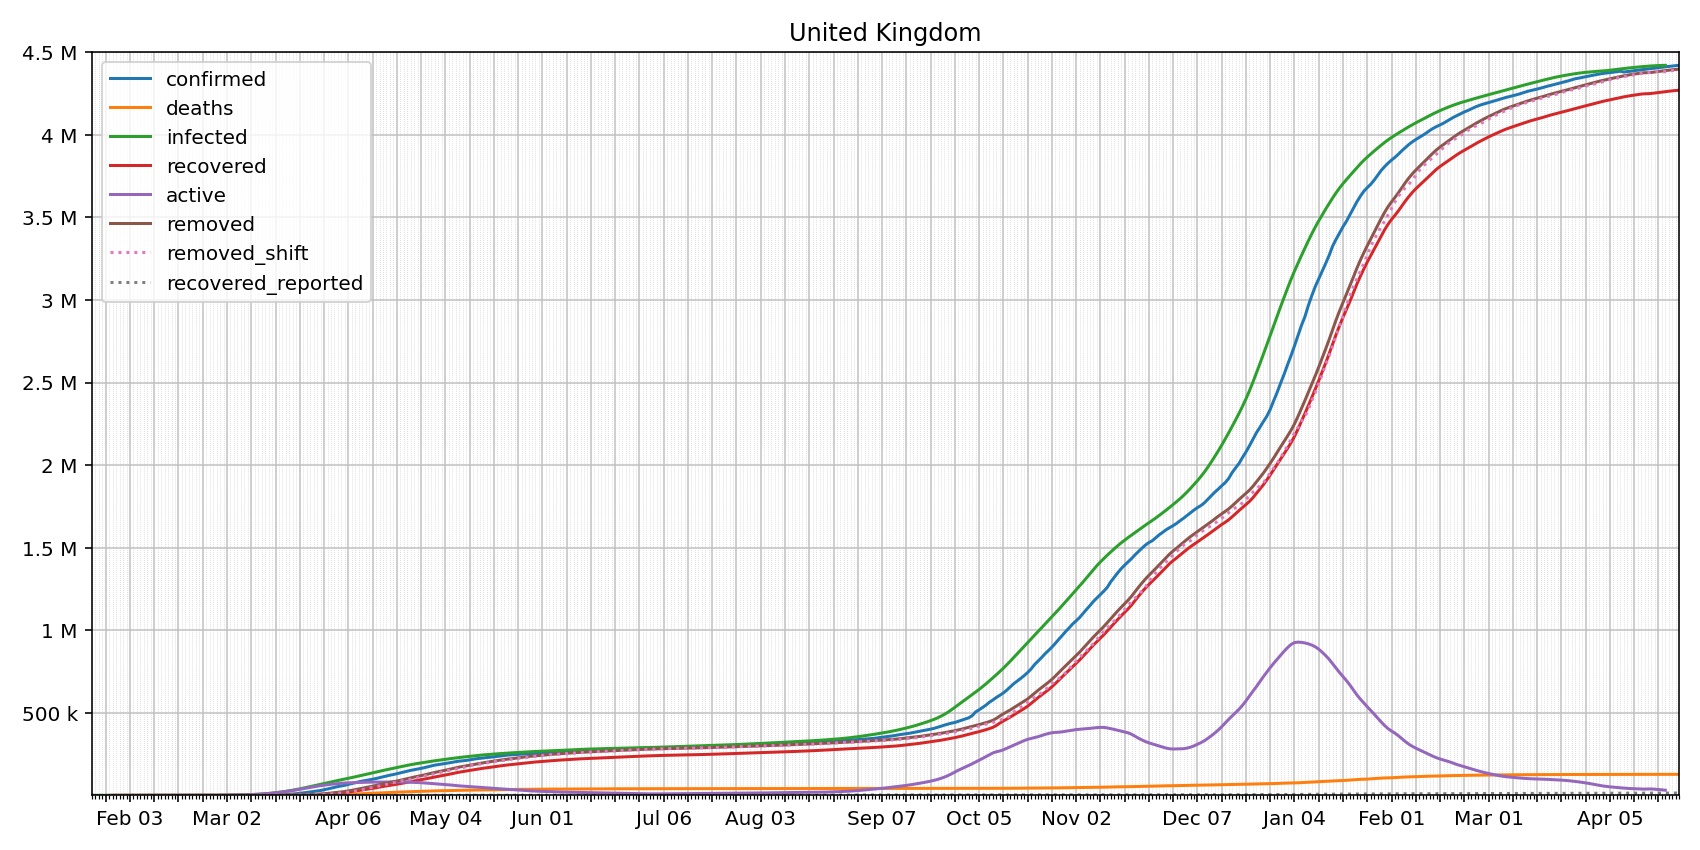 United Kingdom
4.5 M
4 M
3.5 M
3 M
2.5 M
2 M
1.5 M
1 M
500 k
confirmed
deaths
infected
recovered
active
removed
removed_shift
recovered_reported
Feb 03 Mar 02 Apr 06 May 04 Jun 01 Jul 06 Aug 03 Sep 07 Oct 05 Nov 02 Dec 07 Jan 04 Feb 01 Mar 01 Apr 05